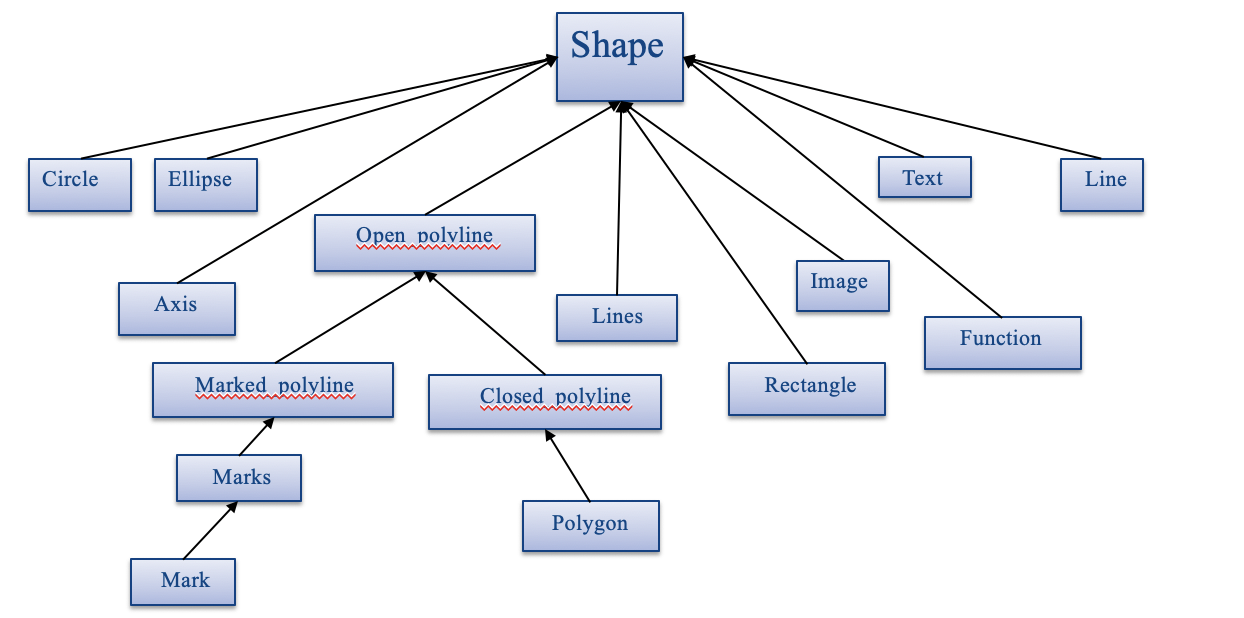 Shape
Circle
Ellipse
Text
Line
Open_polyline
Image
Axis
Lines
Function
Marked_polyline
Closed_polyline
Rectangle
Marks
Polygon
Mark